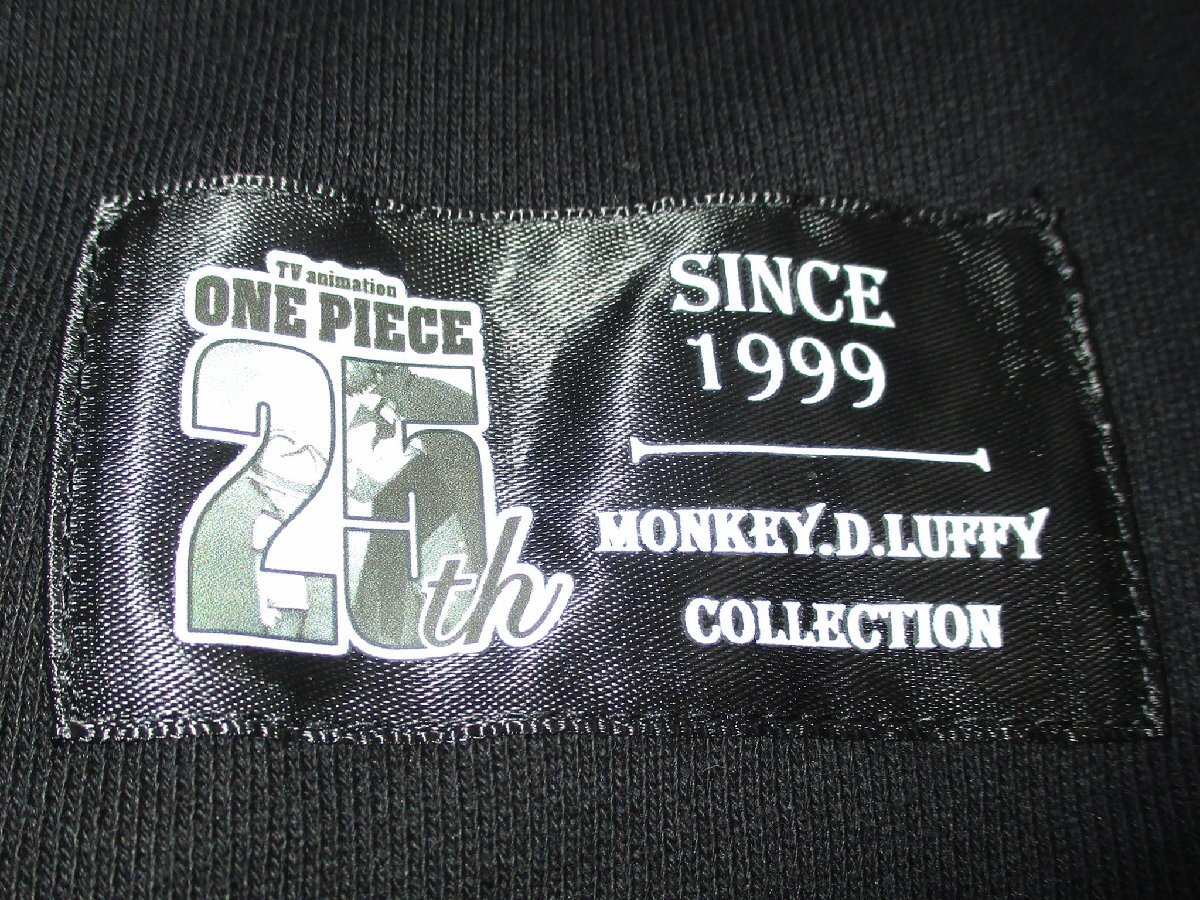 TV animation
ONE PIECE
25th
SINCE
1999
MONKEY.D.LUFFY
COLLECTION